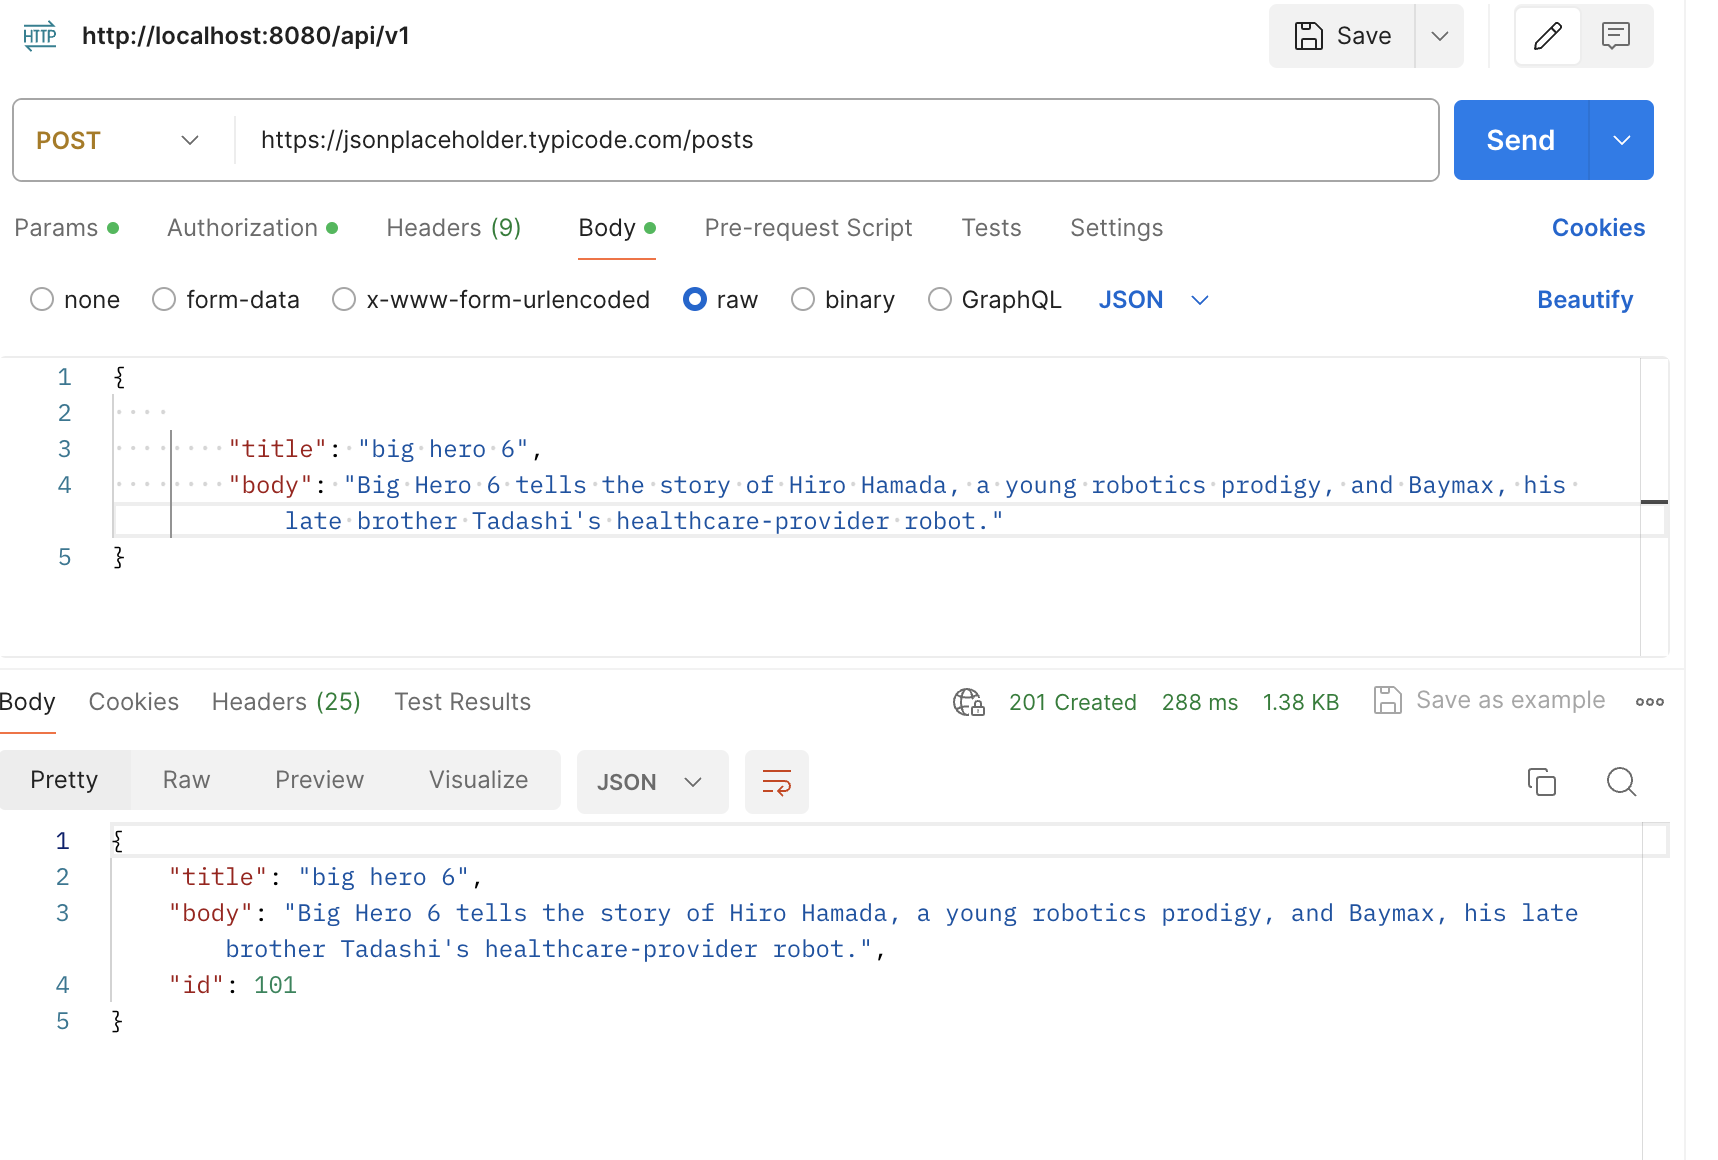 HTTP http://localhost:8080/api/v1 Save
POST https://jsonplaceholder.typicode.com/posts Send
Params Authorization Headers (9) Body Pre-request Script Tests Settings Cookies
none form-data x-www-form-urlencoded raw binary GraphQL JSON Beautify
1 {
2
3 "title": "big hero 6",
4 "body": "Big Hero 6 tells the story of Hiro Hamada, a young robotics prodigy, and Baymax, his
late brother Tadashi's healthcare-provider robot."
5 }
Body Cookies Headers (25) Test Results 201 Created 288 ms 1.38 KB Save as example
Pretty Raw Preview Visualize JSON
1 {
2 "title": "big hero 6",
3 "body": "Big Hero 6 tells the story of Hiro Hamada, a young robotics prodigy, and Baymax, his late
brother Tadashi's healthcare-provider robot.",
4 "id": 101
5 }